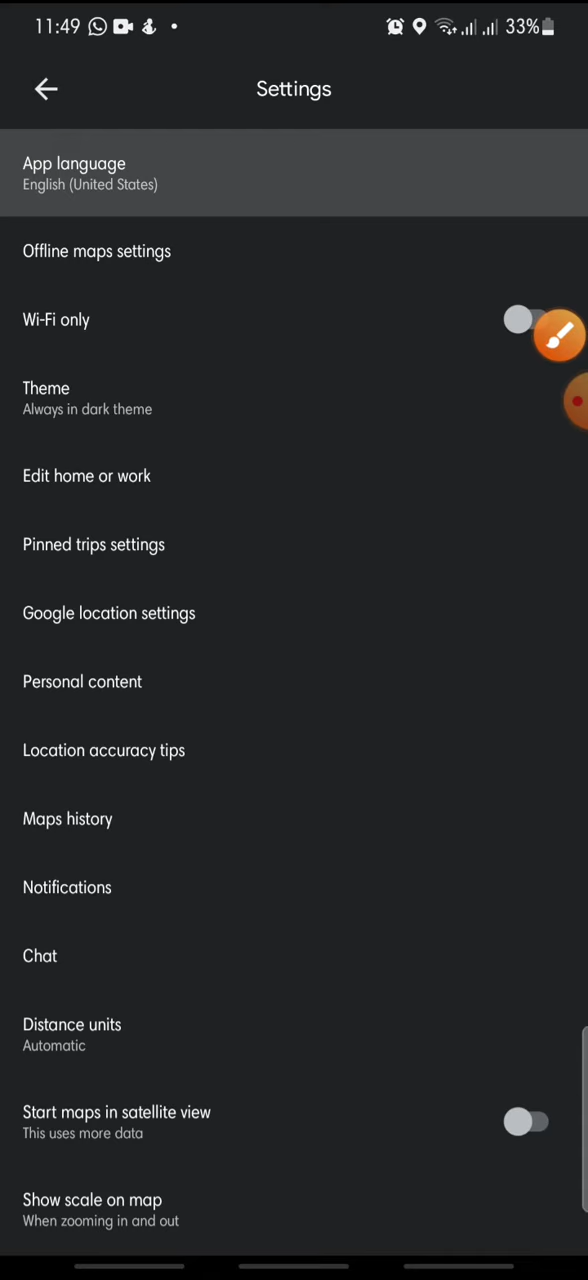 11:49
33%
Settings
App language
English (United States)
Offline maps settings
Wi-Fi only
Theme
Always in dark theme
Edit home or work
Pinned trips settings
Google location settings
Personal content
Location accuracy tips
Maps history
Notifications
Chat
Distance units
Automatic
Start maps in satellite view
This uses more data
Show scale on map
When zooming in and out